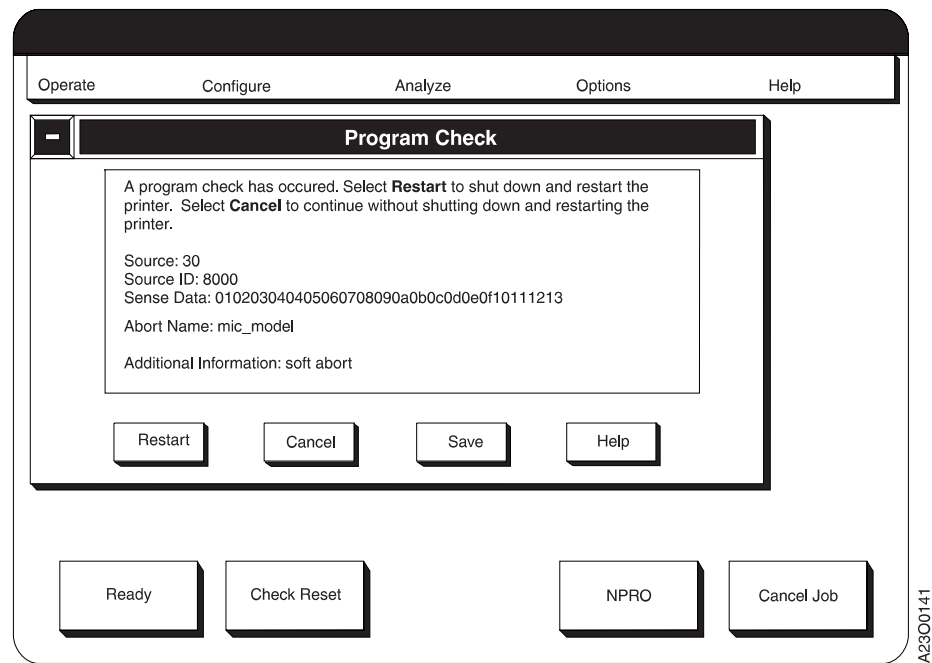 Operate Configure Analyze Options Help
Program Check
A program check has occured. Select Restart to shut down and restart the
printer. Select Cancel to continue without shutting down and restarting the
printer.
Source: 30
Source ID: 8000
Sense Data: 010203040405060708090a0b0c0d0e0f10111213
Abort Name: mic_model
Additional Information: soft abort
Restart Cancel Save Help
Ready Check Reset NPRO Cancel Job
A23O0141